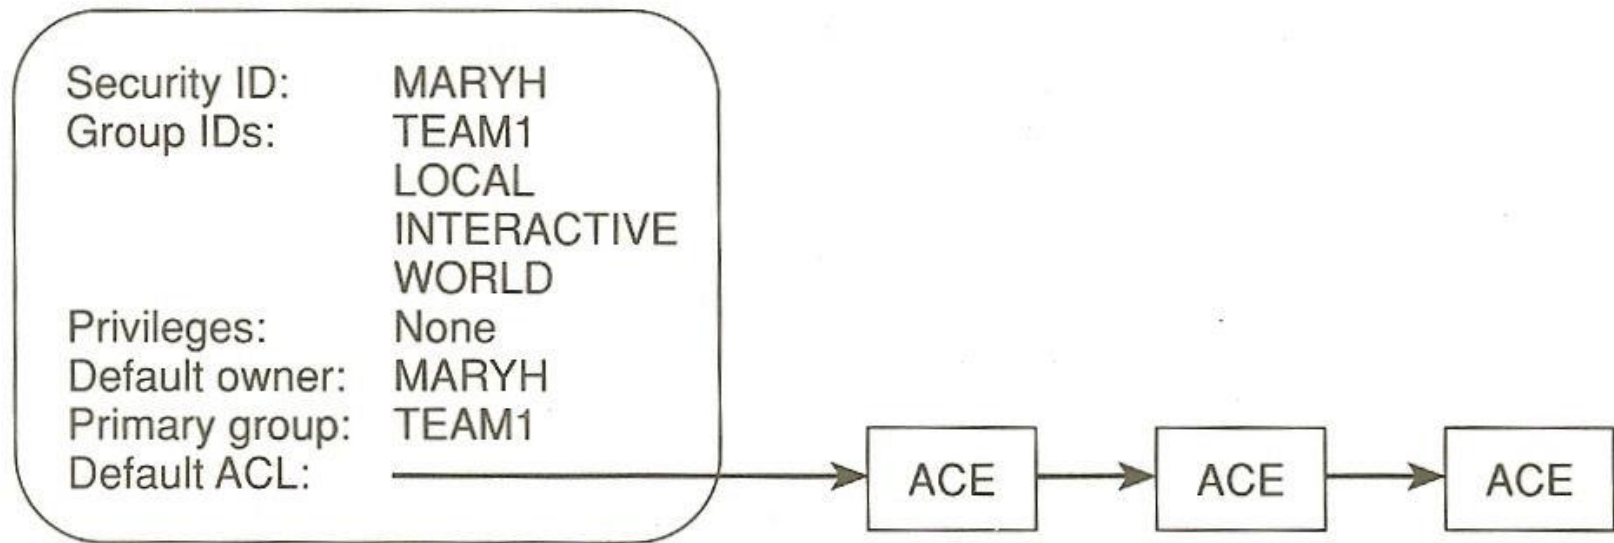 Security ID: MARYH
Group IDs: TEAM1
LOCAL
INTERACTIVE
WORLD
Privileges: None
Default owner: MARYH
Primary group: TEAM1
Default ACL:
ACE ACE ACE